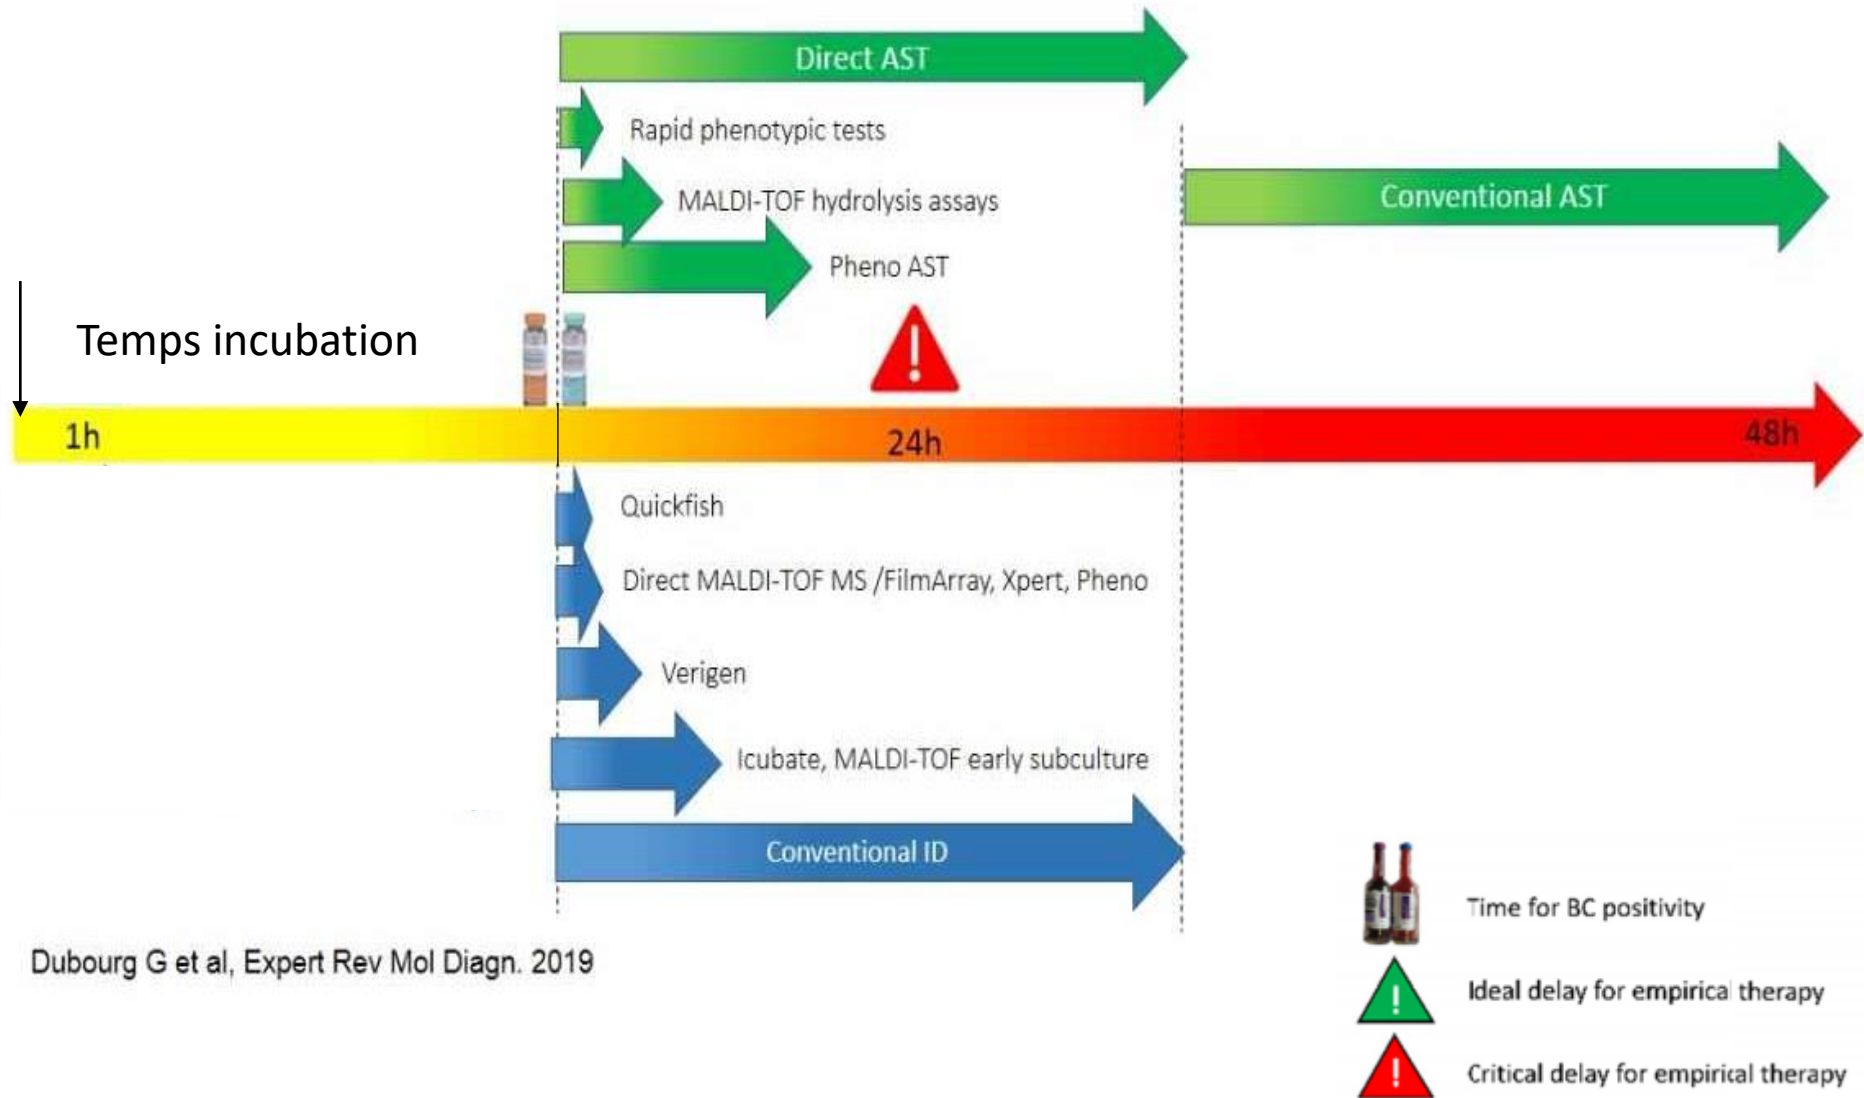 Direct AST
Rapid phenotypic tests
MALDI-TOF hydrolysis assays
Conventional AST
Pheno AST
Temps incubation
!
1h
24h
48h
Quickfish
Direct MALDI-TOF MS /FilmArray, Xpert, Pheno
Verigen
Icubate, MALDI-TOF early subculture
Conventional ID
Time for BC positivity
Dubourg G et al, Expert Rev Mol Diagn. 2019
! Ideal delay for empirical therapy
! Critical delay for empirical therapy